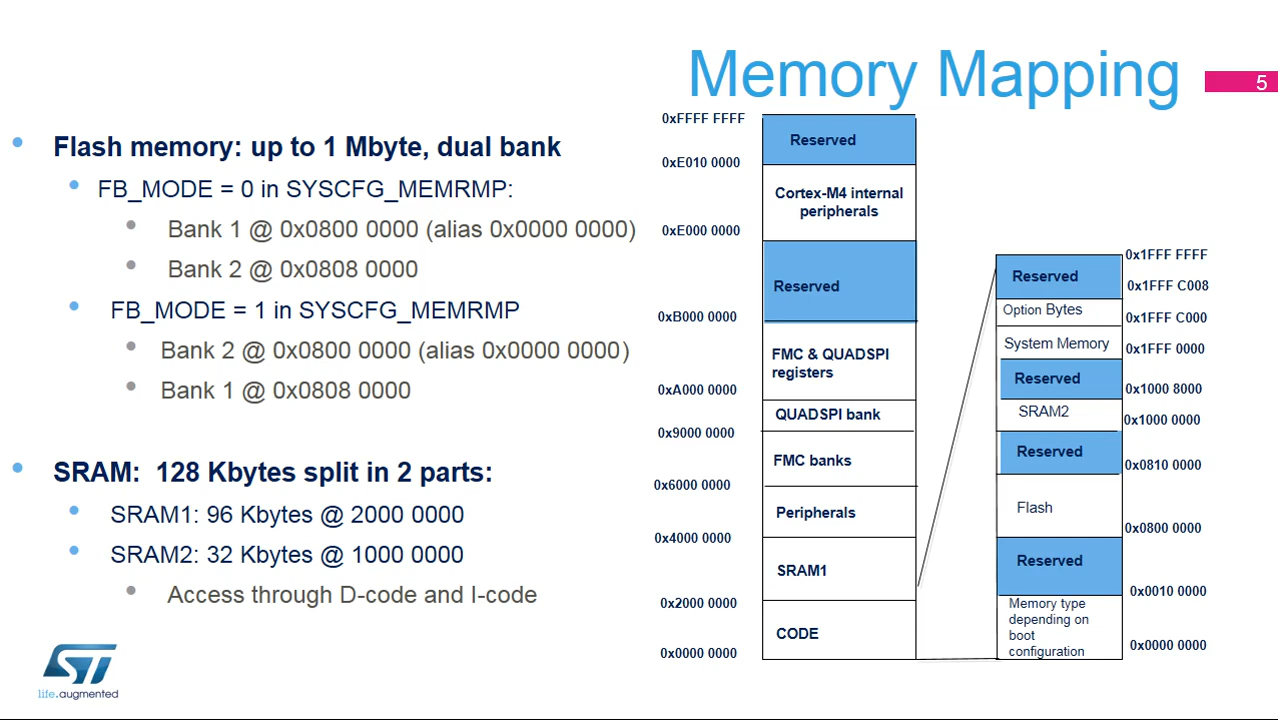 Memory Mapping
5
Flash memory: up to 1 Mbyte, dual bank
FB_MODE = 0 in SYSCFG_MEMRMP:
Bank 1 @ 0x0800 0000 (alias 0x0000 0000)
Bank 2 @ 0x0808 0000
FB_MODE = 1 in SYSCFG_MEMRMP
Bank 2 @ 0x0800 0000 (alias 0x0000 0000)
Bank 1 @ 0x0808 0000
SRAM: 128 Kbytes split in 2 parts:
SRAM1: 96 Kbytes @ 2000 0000
SRAM2: 32 Kbytes @ 1000 0000
Access through D-code and I-code
ST
life.augmented
0xFFFF FFFF
Reserved
0xE010 0000
Cortex-M4 internal
peripherals
0xE000 0000
Reserved
0xB000 0000
FMC & QUADSPI
registers
0xA000 0000
QUADSPI bank
0x9000 0000
FMC banks
0x6000 0000
Peripherals
0x4000 0000
SRAM1
0x2000 0000
CODE
0x0000 0000
0x1FFF FFFF
Reserved
0x1FFF C008
Option Bytes
0x1FFF C000
System Memory
0x1FFF 0000
Reserved
0x1000 8000
SRAM2
0x1000 0000
Reserved
0x0810 0000
Flash
0x0800 0000
Reserved
0x0010 0000
Memory type
depending on
boot
configuration
0x0000 0000